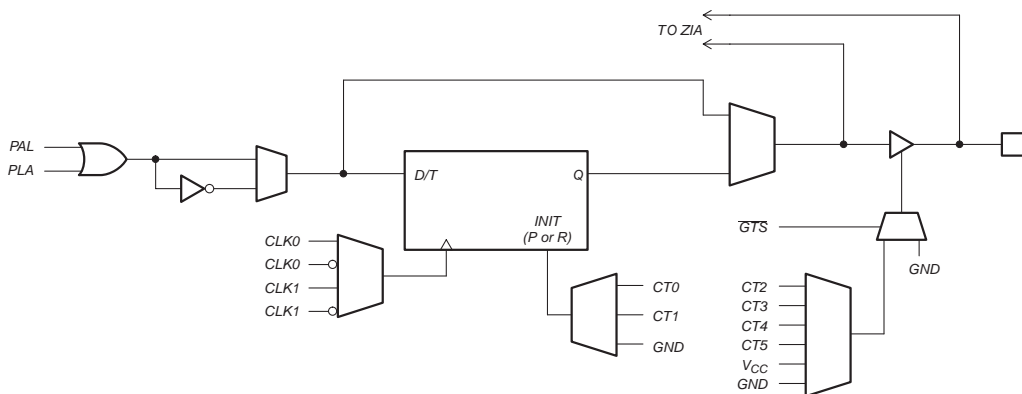 TO ZIA
PAL
PLA
D/T
Q
INIT
(P or R)
CLK0
CLK0
CLK1
CLK1
CT0
CT1
GND
GTS
GND
CT2
CT3
CT4
CT5
VCC
GND